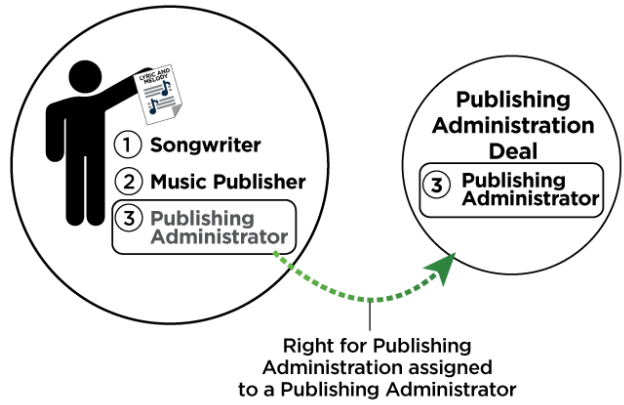 LYRIC AND
MELODY
1 Songwriter
2 Music Publisher
3 Publishing
Administrator
Publishing
Administration
Deal
3 Publishing
Administrator
Right for Publishing
Administration assigned
to a Publishing Administrator